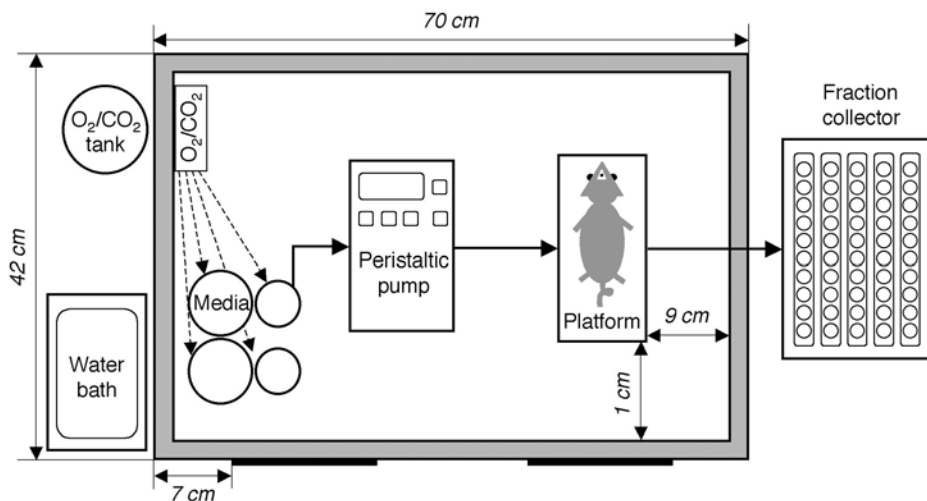 70 cm
O₂/CO₂
tank
O₂/CO₂
Fraction
collector
42 cm
Peristaltic
pump
Media
Platform
9 cm
Water
bath
1 cm
7 cm